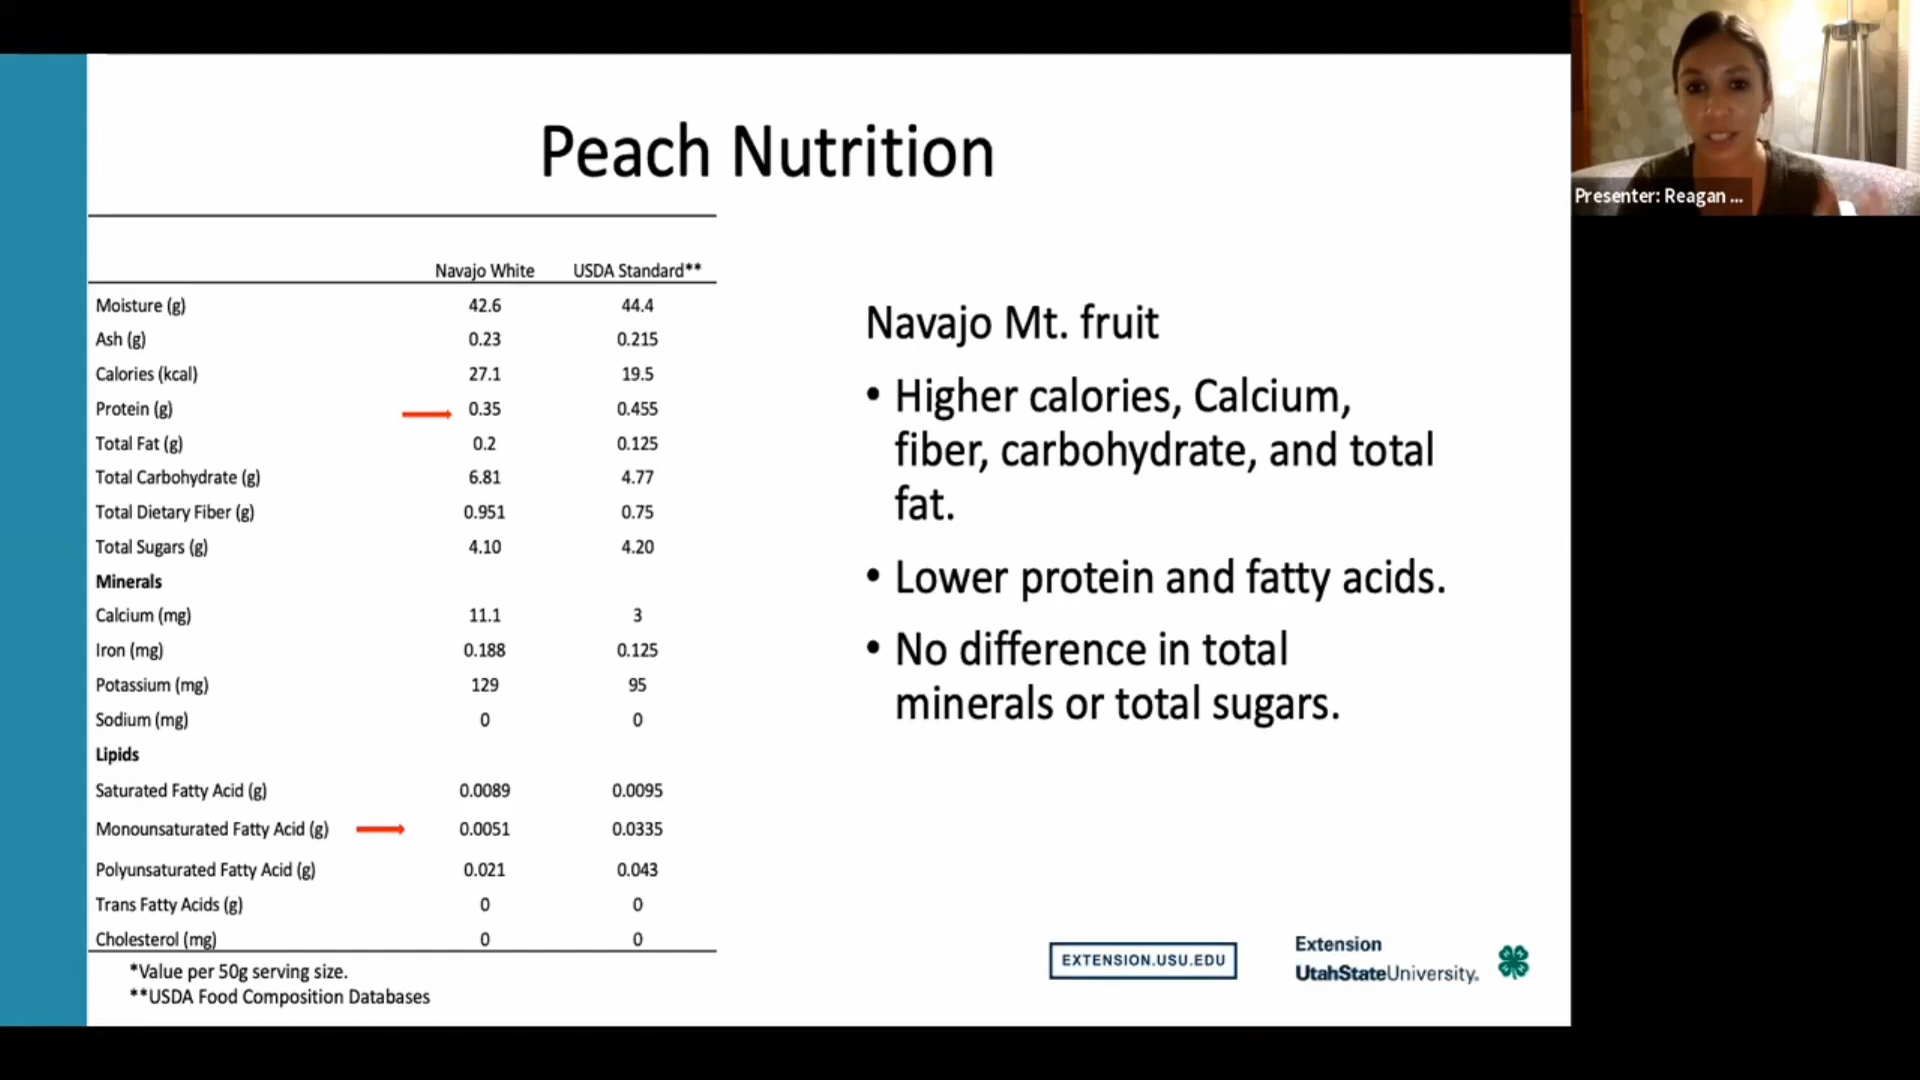 Peach Nutrition
Navajo White USDA Standard**
Moisture (g) 42.6 44.4
Ash (g) 0.23 0.215
Calories (kcal) 27.1 19.5
Protein (g) 0.35 0.455
Total Fat (g) 0.2 0.125
Total Carbohydrate (g) 6.81 4.77
Total Dietary Fiber (g) 0.951 0.75
Total Sugars (g) 4.10 4.20
Minerals
Calcium (mg) 11.1 3
Iron (mg) 0.188 0.125
Potassium (mg) 129 95
Sodium (mg) 0 0
Lipids
Saturated Fatty Acid (g) 0.0089 0.0095
Monounsaturated Fatty Acid (g) 0.0051 0.0335
Polyunsaturated Fatty Acid (g) 0.021 0.043
Trans Fatty Acids (g) 0 0
Cholesterol (mg) 0 0
*Value per 50g serving size.
**USDA Food Composition Databases
Navajo Mt. fruit
• Higher calories, Calcium,
fiber, carbohydrate, and total
fat.
• Lower protein and fatty acids.
• No difference in total
minerals or total sugars.
EXTENSION.USU.EDU
Extension
UtahStateUniversity.
Presenter: Reagan ...